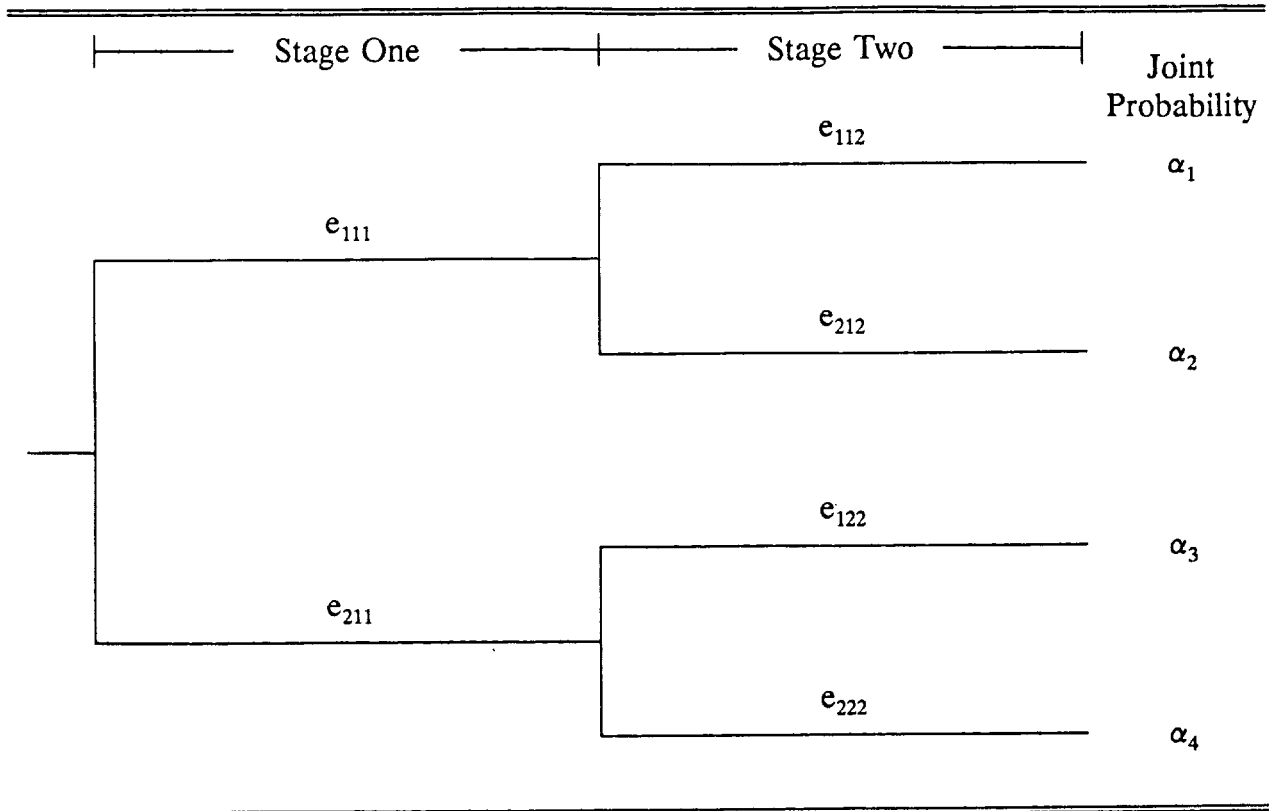 Stage One
Stage Two
Joint
Probability
e₁₁₂
α₁
e₁₁₁
e₂₁₂
α₂
e₁₂₂
α₃
e₂₁₁
e₂₂₂
α₄